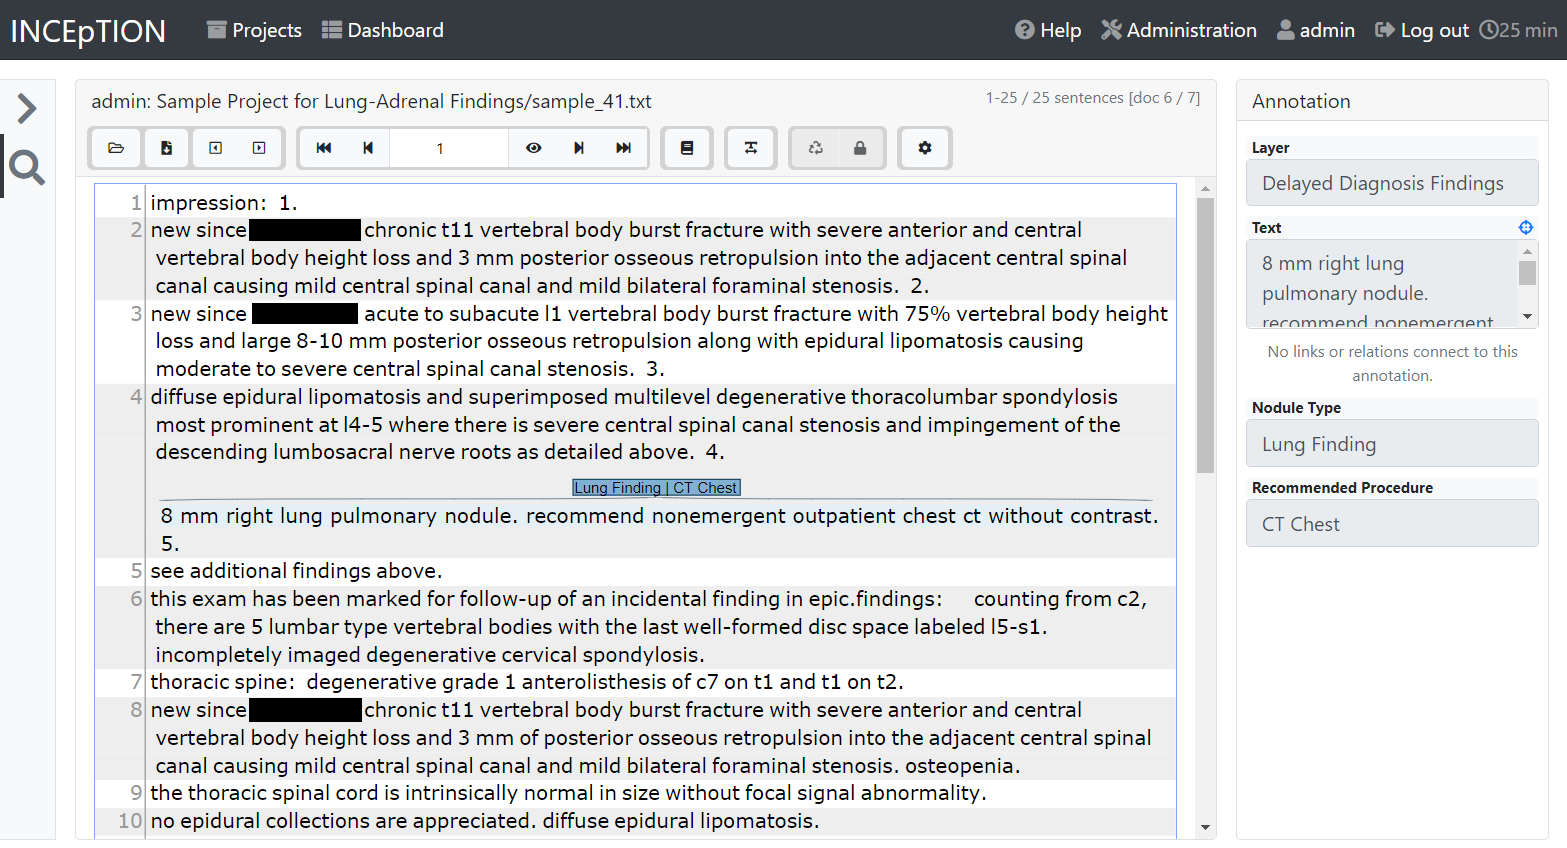 INCEpTION Projects Dashboard Help Administration admin Log out 25 min
admin: Sample Project for Lung-Adrenal Findings/sample_41.txt
1-25 / 25 sentences [doc 6 / 7]
1
1 impression:  1.
2 new since chronic t11 vertebral body burst fracture with severe anterior and central
vertebral body height loss and 3 mm posterior osseous retropulsion into the adjacent central spinal
canal causing mild central spinal canal and mild bilateral foraminal stenosis.  2.
3 new since acute to subacute l1 vertebral body burst fracture with 75% vertebral body height
loss and large 8-10 mm posterior osseous retropulsion along with epidural lipomatosis causing
moderate to severe central spinal canal stenosis.  3.
4 diffuse epidural lipomatosis and superimposed multilevel degenerative thoracolumbar spondylosis
most prominent at l4-5 where there is severe central spinal canal stenosis and impingement of the
descending lumbosacral nerve roots as detailed above.  4.
Lung Finding | CT Chest
8 mm right lung pulmonary nodule. recommend nonemergent outpatient chest ct without contrast.
5.
5 see additional findings above.
6 this exam has been marked for follow-up of an incidental finding in epic.findings:     counting from c2,
there are 5 lumbar type vertebral bodies with the last well-formed disc space labeled l5-s1.
incompletely imaged degenerative cervical spondylosis.
7 thoracic spine:  degenerative grade 1 anterolisthesis of c7 on t1 and t1 on t2.
8 new since chronic t11 vertebral body burst fracture with severe anterior and central
vertebral body height loss and 3 mm of posterior osseous retropulsion into the adjacent central spinal
canal causing mild central spinal canal and mild bilateral foraminal stenosis. osteopenia.
9 the thoracic spinal cord is intrinsically normal in size without focal signal abnormality.
10 no epidural collections are appreciated. diffuse epidural lipomatosis.
Annotation
Layer
Delayed Diagnosis Findings
Text
8 mm right lung
pulmonary nodule.
recommend nonemergent
No links or relations connect to this
annotation.
Nodule Type
Lung Finding
Recommended Procedure
CT Chest